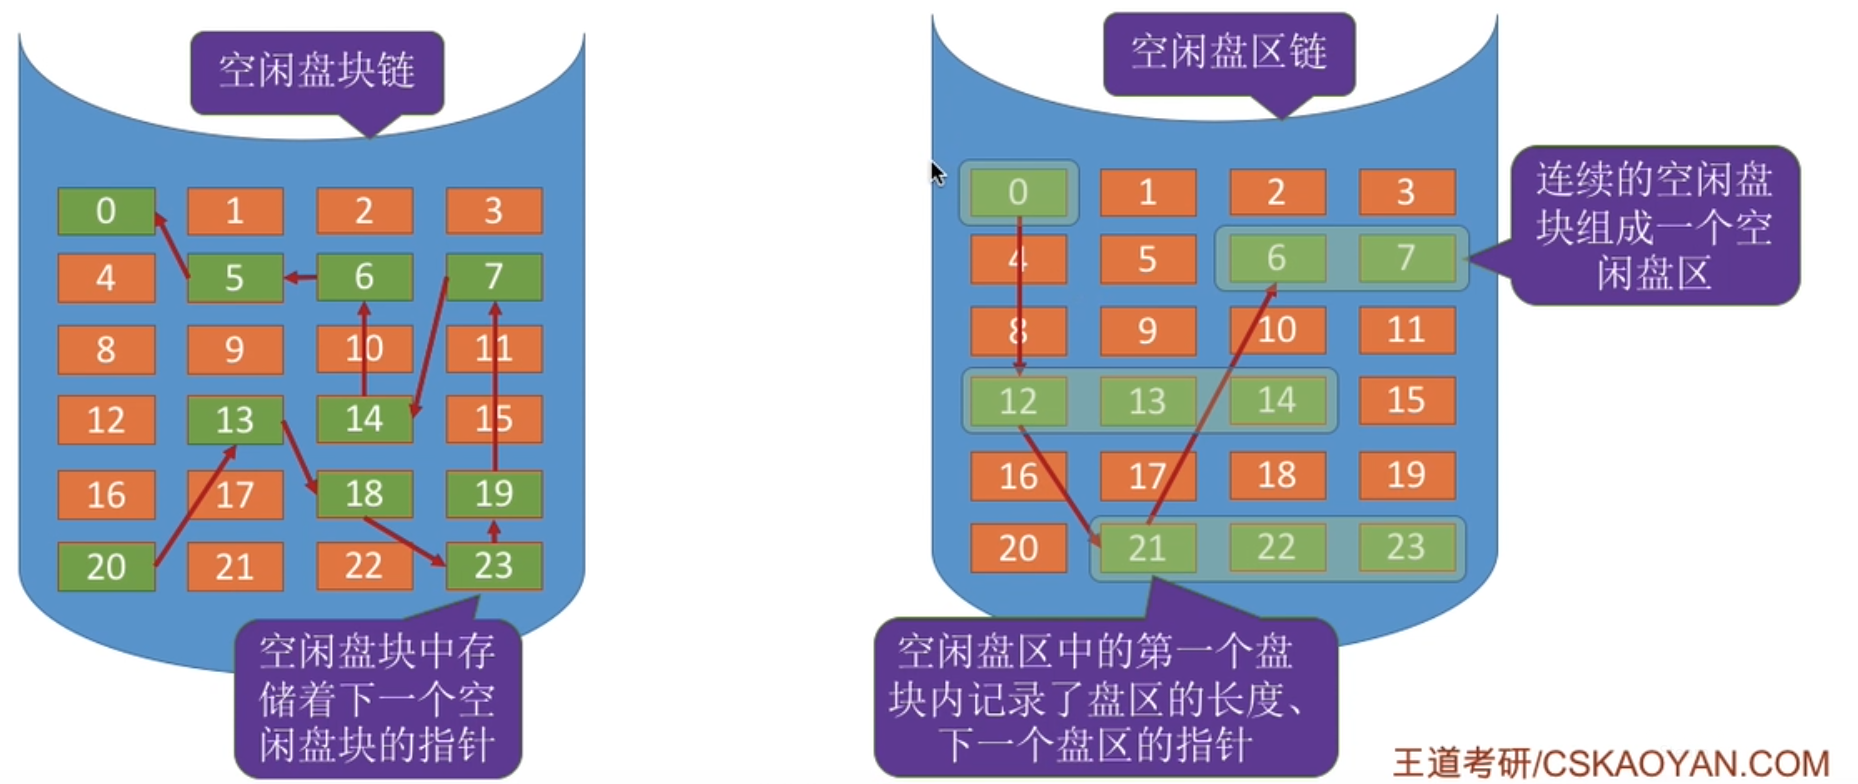 空闲盘块链
0 1 2 3
4 5 6 7
8 9 10 11
12 13 14 15
16 17 18 19
20 21 22 23
空闲盘块中存
储着下一个空
闲盘块的指针
空闲盘区链
0 1 2 3
4 5 6 7
8 9 10 11
12 13 14 15
16 17 18 19
20 21 22 23
连续的空闲盘
块组成一个空
闲盘区
空闲盘区中的第一个盘
块内记录了盘区的长度、
下一个盘区的指针
王道考研/CSKAOYAN.COM